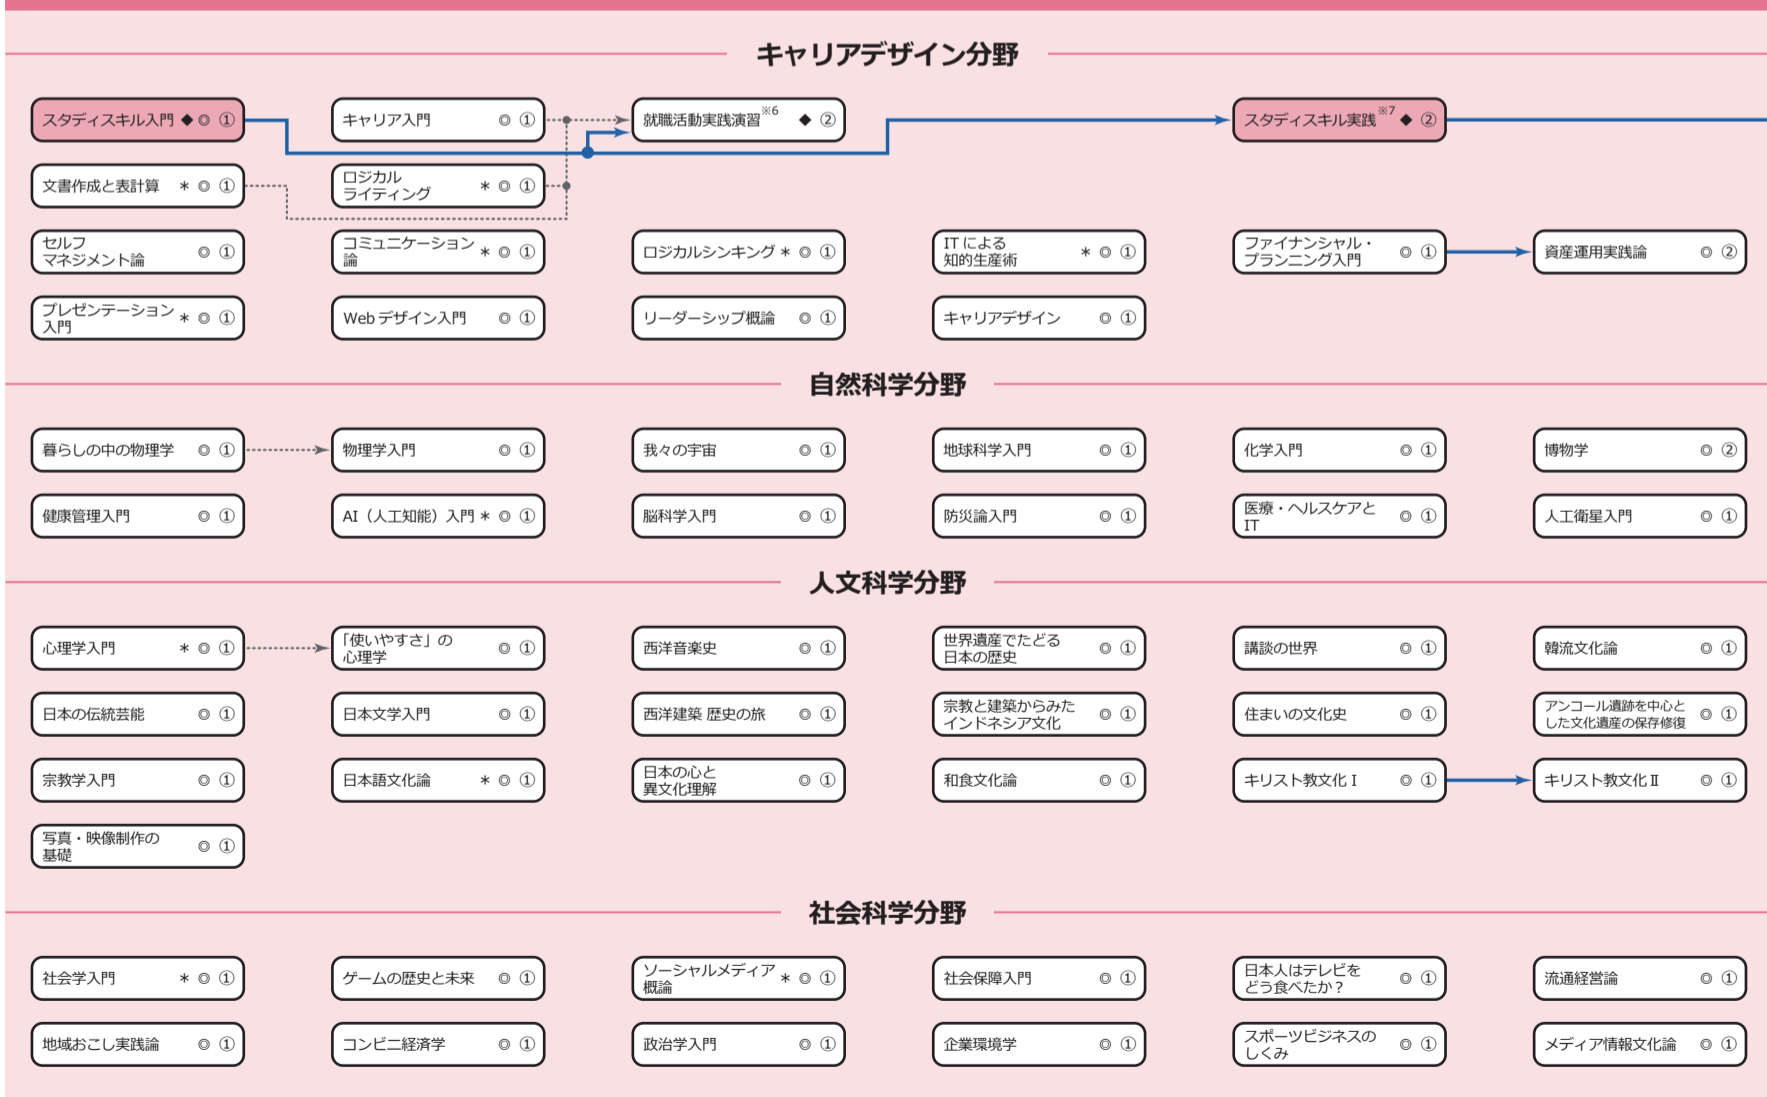 キャリアデザイン分野
スタディスキル入門 ◆ ◎ ①
キャリア入門 ◎ ①
就職活動実践演習※6 ◆ ②
スタディスキル実践※7 ◆ ②
文書作成と表計算 * ◎ ①
ロジカル
ライティング * ◎ ①
セルフ
マネジメント論 ◎ ①
コミュニケーション
論 * ◎ ①
ロジカルシンキング * ◎ ①
IT による
知的生産術 * ◎ ①
ファイナンシャル・
プランニング入門 ◎ ①
資産運用実践論 ◎ ②
プレゼンテーション
入門 * ◎ ①
Web デザイン入門 ◎ ①
リーダーシップ概論 ◎ ①
キャリアデザイン ◎ ①
自然科学分野
暮らしの中の物理学 ◎ ①
物理学入門 ◎ ①
我々の宇宙 ◎ ①
地球科学入門 ◎ ①
化学入門 ◎ ①
博物学 ◎ ②
健康管理入門 ◎ ①
AI（人工知能）入門 * ◎ ①
脳科学入門 ◎ ①
防災論入門 ◎ ①
医療・ヘルスケアと
IT ◎ ①
人工衛星入門 ◎ ①
人文科学分野
心理学入門 * ◎ ①
「使いやすさ」の
心理学 ◎ ①
西洋音楽史 ◎ ①
世界遺産でたどる
日本の歴史 ◎ ①
講談の世界 ◎ ①
韓流文化論 ◎ ①
日本の伝統芸能 ◎ ①
日本文学入門 ◎ ①
西洋建築 歴史の旅 ◎ ①
宗教と建築からみた
インドネシア文化 ◎ ①
住まいの文化史 ◎ ①
アンコール遺跡を中心と
した文化遺産の保存修復 ◎ ①
宗教学入門 ◎ ①
日本語文化論 * ◎ ①
日本の心と
異文化理解 ◎ ①
和食文化論 ◎ ①
キリスト教文化 I ◎ ①
キリスト教文化 II ◎ ①
写真・映像制作の
基礎 ◎ ①
社会科学分野
社会学入門 * ◎ ①
ゲームの歴史と未来 ◎ ①
ソーシャルメディア
概論 * ◎ ①
社会保障入門 ◎ ①
日本人はテレビを
どう食べたか？ ◎ ①
流通経営論 ◎ ①
地域おこし実践論 ◎ ①
コンビニ経済学 ◎ ①
政治学入門 ◎ ①
企業環境学 ◎ ①
スポーツビジネスの
しくみ ◎ ①
メディア情報文化論 ◎ ①